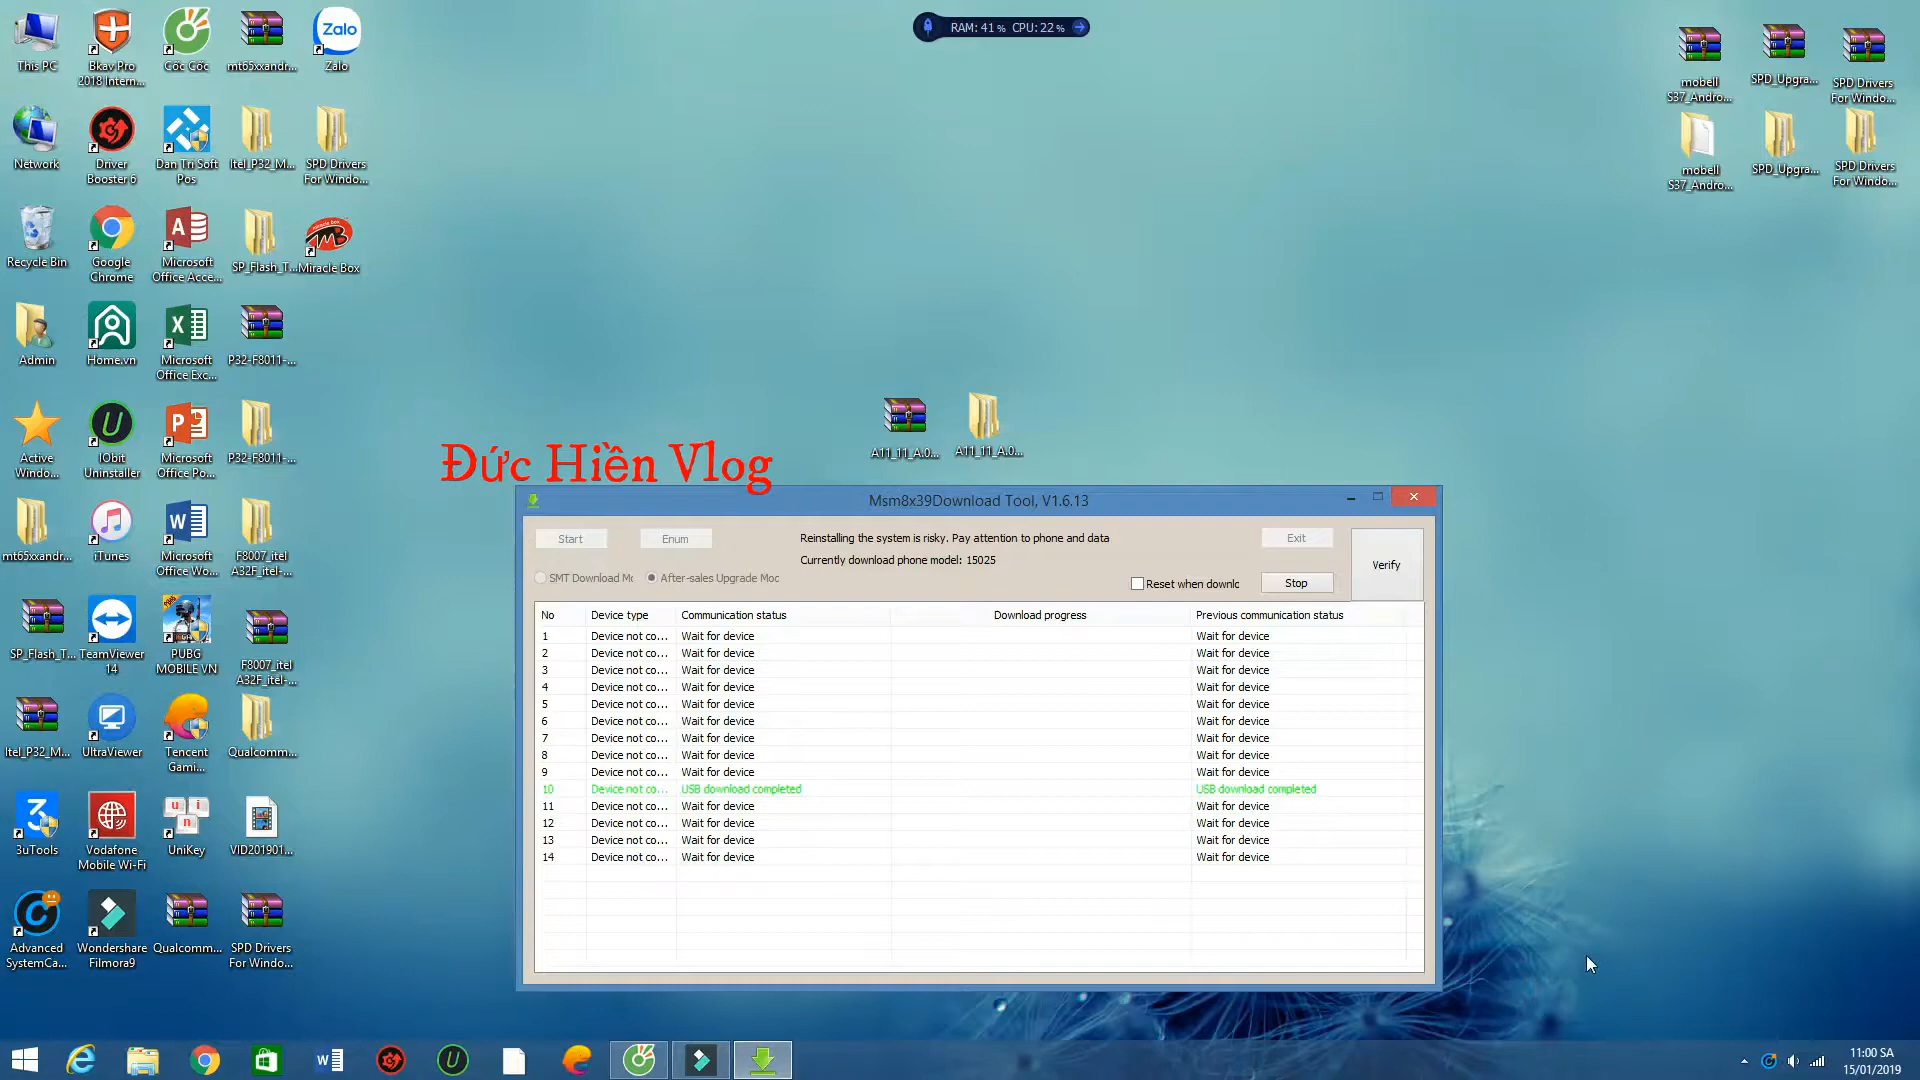 RAM: 41 % CPU: 22 %
This PC
Bkav Pro
2018 Intern...
Cốc Cốc
mt65xxandr...
Zalo
Zalo
mobell
S37_Andro...
SPD_Upgra...
SPD Drivers
For Windo...
Network
Driver
Booster 6
Dan Tri Soft
Pos
Itel_P32_M...
SPD Drivers
For Windo...
mobell
S37_Andro...
SPD_Upgra...
SPD Drivers
For Windo...
Recycle Bin
Google
Chrome
Microsoft
Office Acce...
SP_Flash_T...
Miracle Box
Admin
Home.vn
Microsoft
Office Exc...
P32-F8011-...
Active
Windo...
IObit
Uninstaller
Microsoft
Office Po...
P32-F8011-...
A11_11_A.0...
A11_11_A.0...
Đức Hiền Vlog
mt65xxandr...
iTunes
Microsoft
Office Wo...
F8007_itel
A32F_itel-...
SP_Flash_T...
TeamViewer
14
PUBG
MOBILE VN
F8007_itel
A32F_itel-...
Itel_P32_M...
UltraViewer
Tencent
Gami...
Qualcomm...
3uTools
Vodafone
Mobile Wi-Fi
u n i
UniKey
VID201901...
Advanced
SystemCa...
Wondershare
Filmora9
Qualcomm...
SPD Drivers
For Windo...
Msm8x39Download Tool, V1.6.13
Start
Enum
Reinstalling the system is risky. Pay attention to phone and data
Exit
Verify
Currently download phone model: 15025
SMT Download Mc
After-sales Upgrade Moc
Reset when downlc
Stop
No Device type Communication status Download progress Previous communication status
1 Device not co... Wait for device Wait for device
2 Device not co... Wait for device Wait for device
3 Device not co... Wait for device Wait for device
4 Device not co... Wait for device Wait for device
5 Device not co... Wait for device Wait for device
6 Device not co... Wait for device Wait for device
7 Device not co... Wait for device Wait for device
8 Device not co... Wait for device Wait for device
9 Device not co... Wait for device Wait for device
10 Device not co... USB download completed USB download completed
11 Device not co... Wait for device Wait for device
12 Device not co... Wait for device Wait for device
13 Device not co... Wait for device Wait for device
14 Device not co... Wait for device Wait for device
11:00 SA
15/01/2019